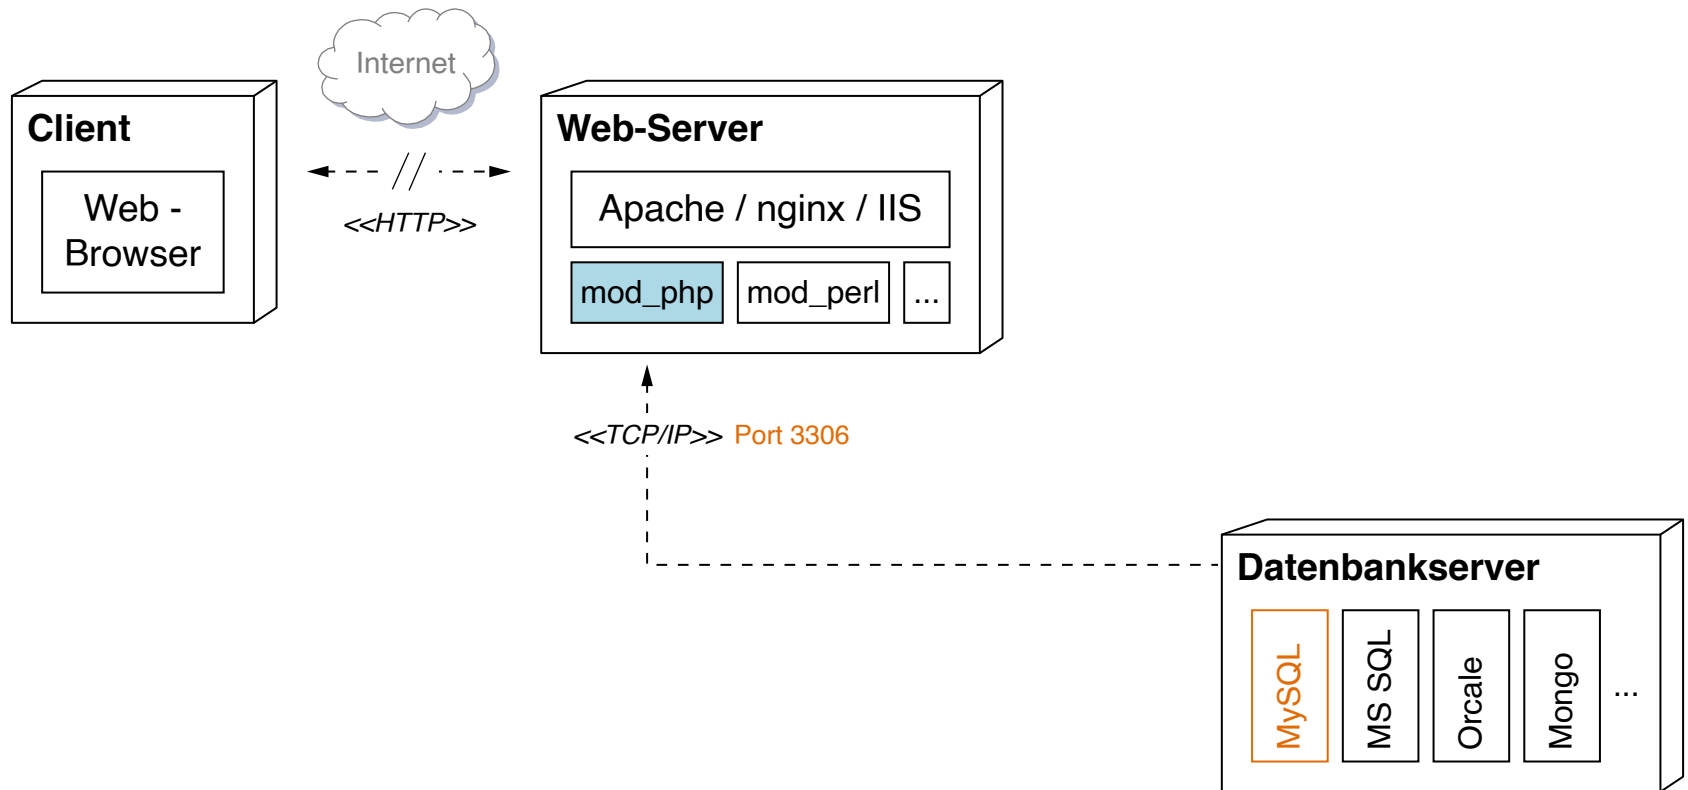 Internet
Client
Web -
Browser
<<HTTP>>
Web-Server
Apache / nginx / IIS
mod_php
mod_perl
...
<<TCP/IP>> Port 3306
Datenbankserver
MySQL
MS SQL
Orcale
Mongo
...